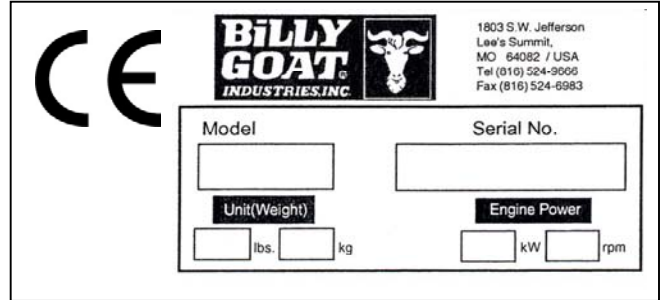 CE
BiLLY
GOAT®
INDUSTRIES,INC.
1803 S.W. Jefferson
Lee's Summit,
MO 64082 / USA
Tel (816) 524-9666
Fax (816) 524-6983
Model
Serial No.
Unit(Weight)
Engine Power
lbs. kg
kW rpm